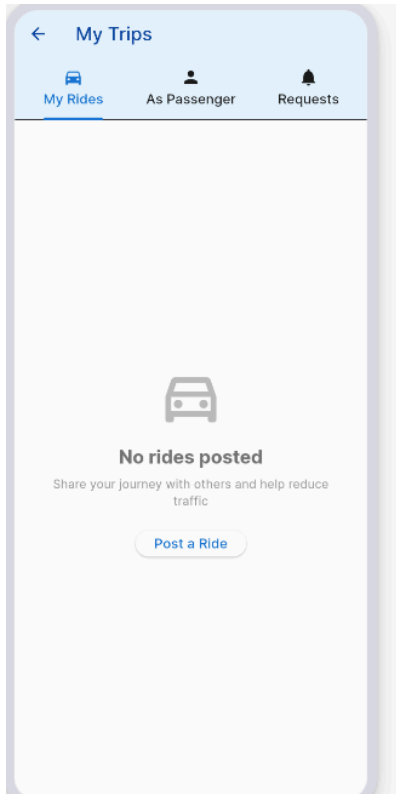 My Trips
My Rides
As Passenger
Requests
No rides posted
Share your journey with others and help reduce
traffic
Post a Ride